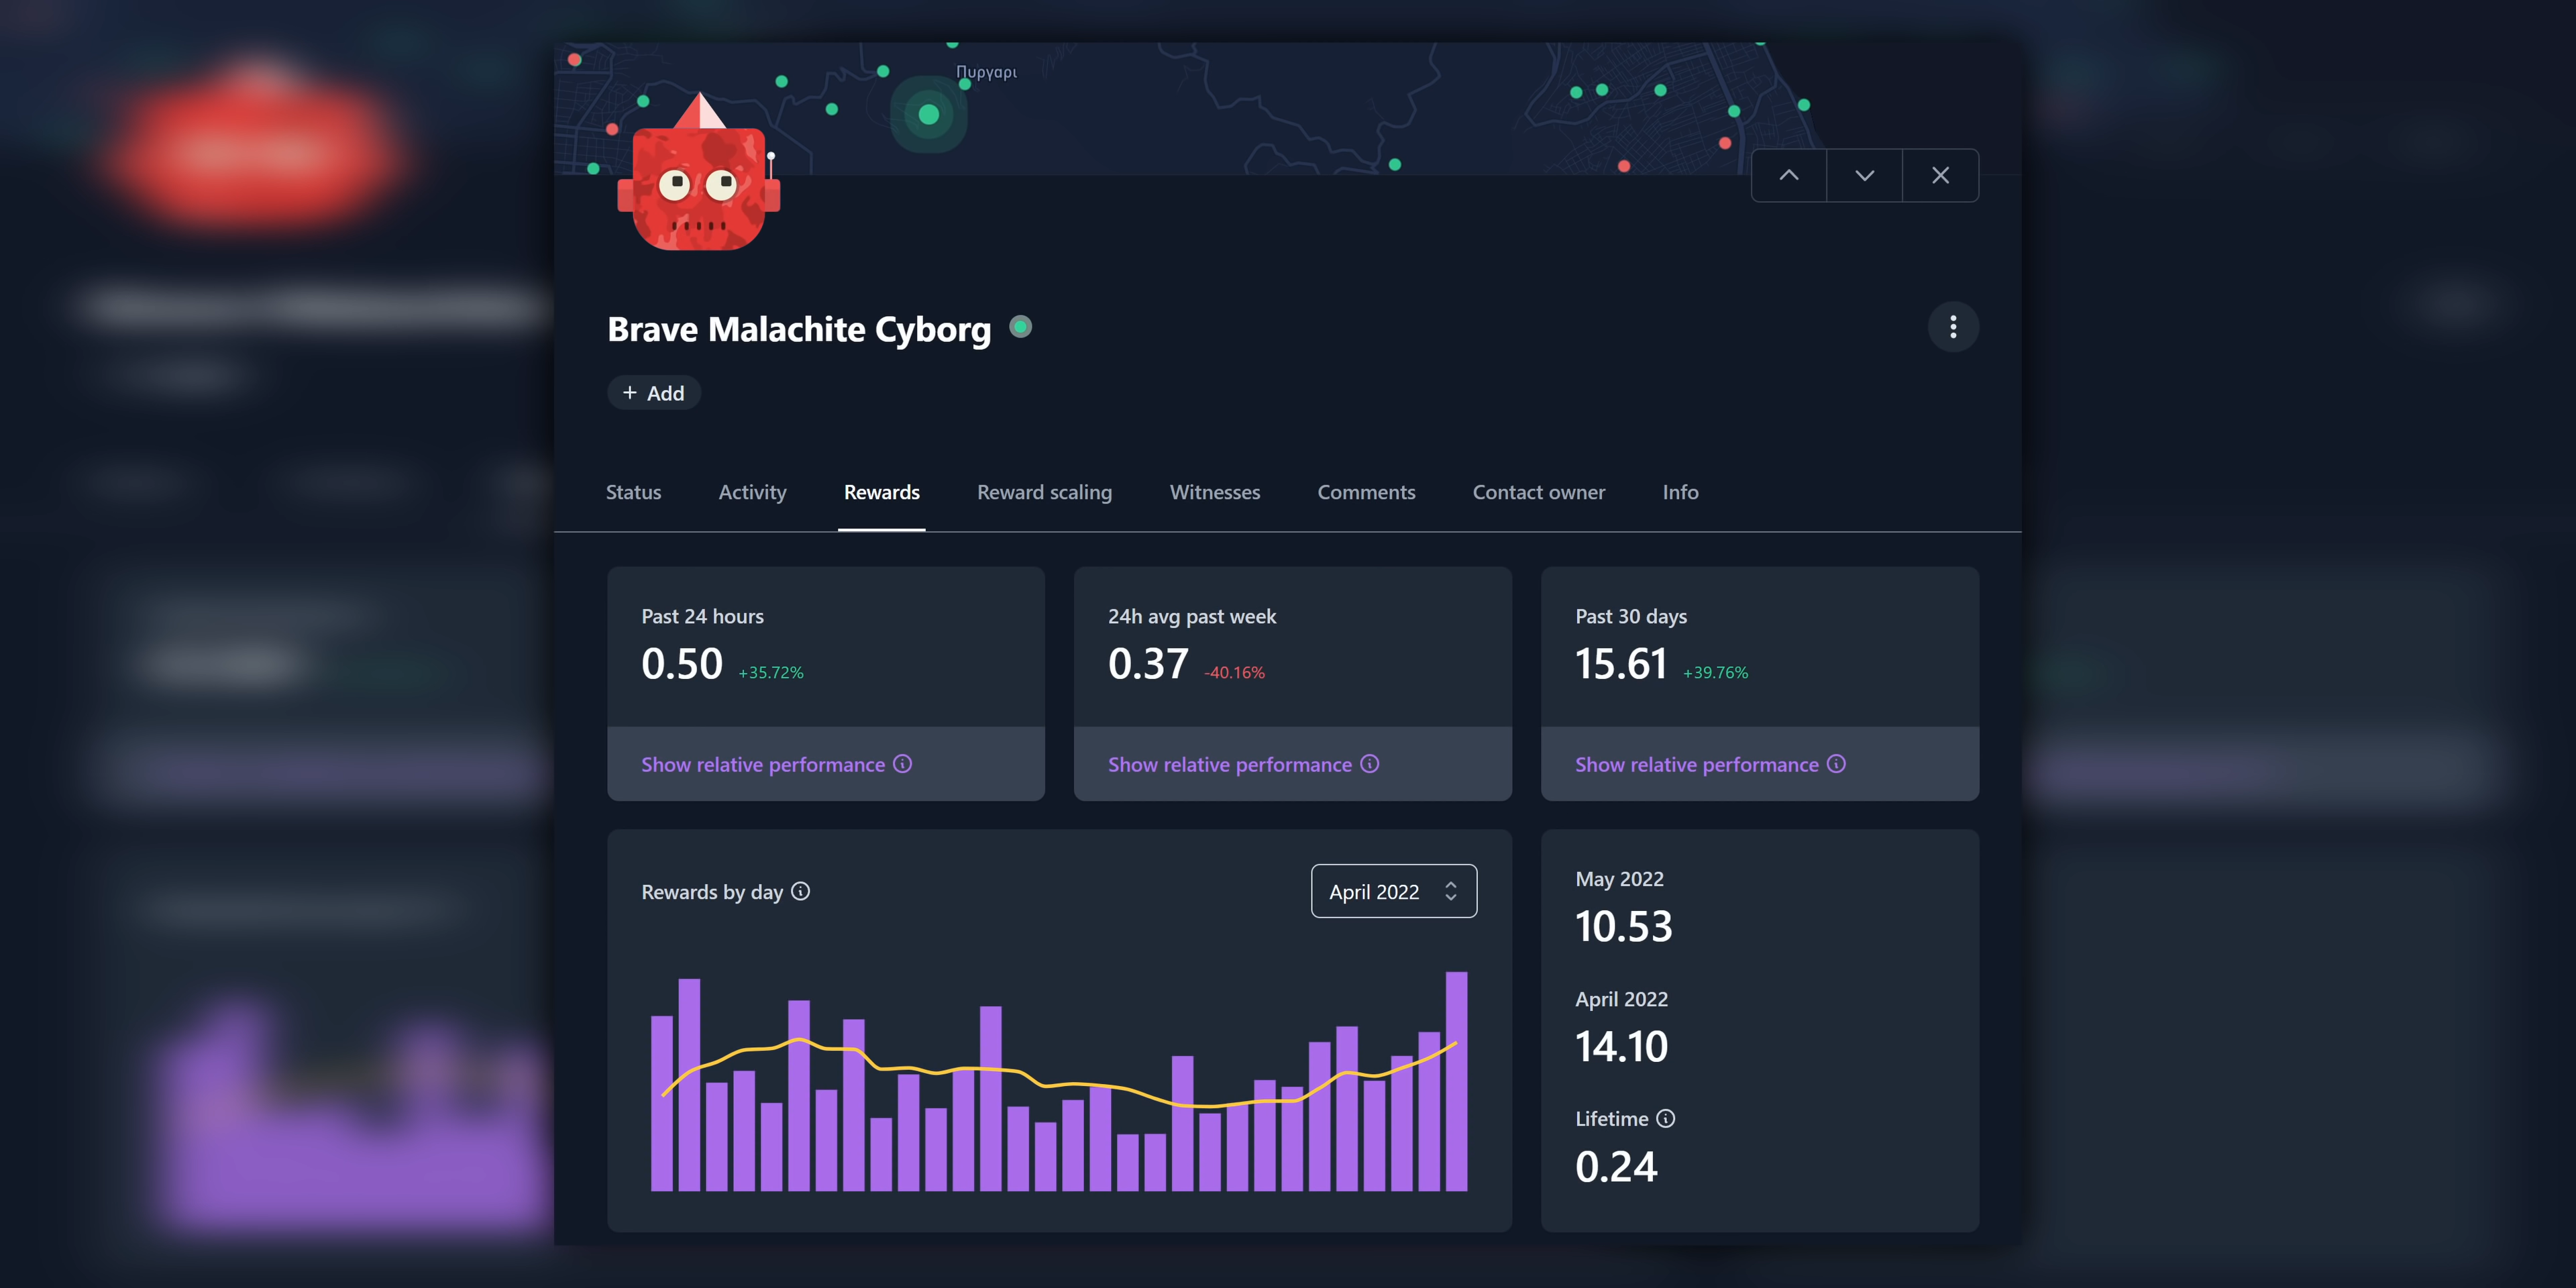 Πυργαρι
Brave Malachite Cyborg
+ Add
Status Activity Rewards Reward scaling Witnesses Comments Contact owner Info
Past 24 hours
0.50 +35.72%
Show relative performance
24h avg past week
0.37 -40.16%
Show relative performance
Past 30 days
15.61 +39.76%
Show relative performance
Rewards by day
April 2022
May 2022
10.53
April 2022
14.10
Lifetime
0.24